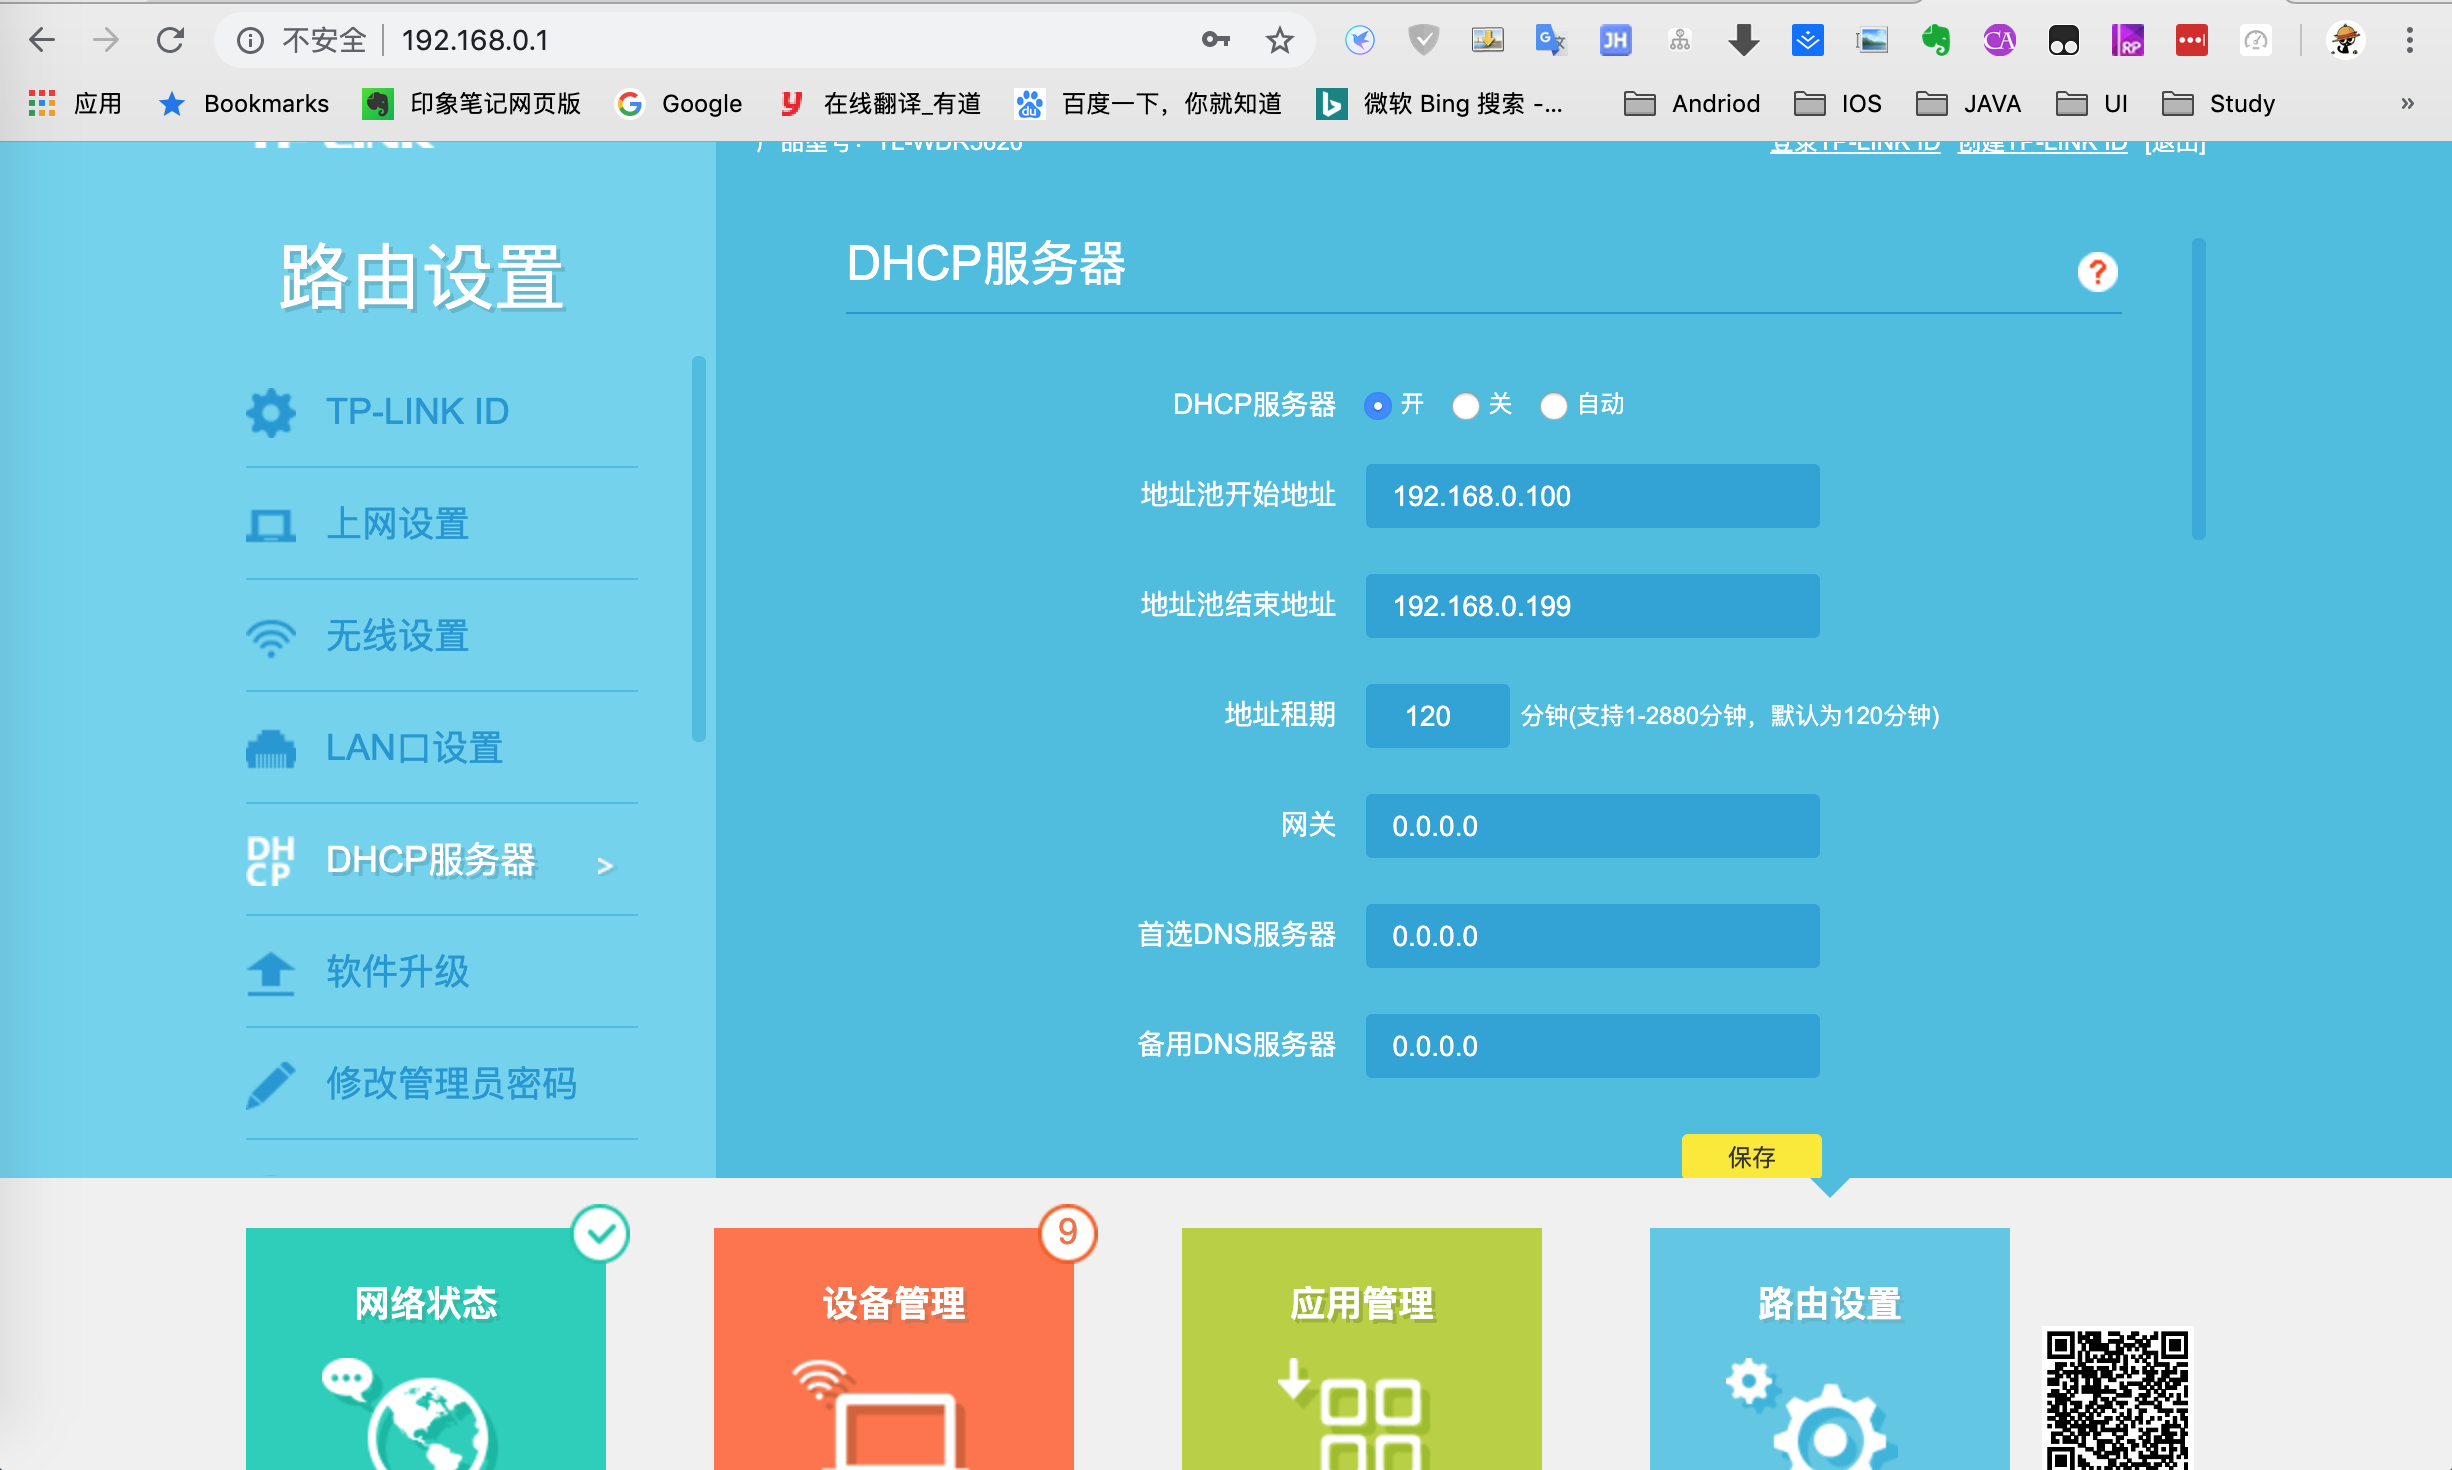 不安全 192.168.0.1
应用 Bookmarks 印象笔记网页版 Google 在线翻译_有道 百度一下，你就知道 微软 Bing 搜索 -... Andriod IOS JAVA UI Study »
TP-LINK 产品型号：TL-WDR5620 登录TP-LINK ID 创建TP-LINK ID [退出]
路由设置
TP-LINK ID
上网设置
无线设置
LAN口设置
DH
CP
DHCP服务器 >
软件升级
修改管理员密码
DHCP服务器 ?
DHCP服务器 开 关 自动
地址池开始地址 192.168.0.100
地址池结束地址 192.168.0.199
地址租期 120 分钟(支持1-2880分钟，默认为120分钟)
网关 0.0.0.0
首选DNS服务器 0.0.0.0
备用DNS服务器 0.0.0.0
保存
网络状态
9
设备管理
应用管理
路由设置